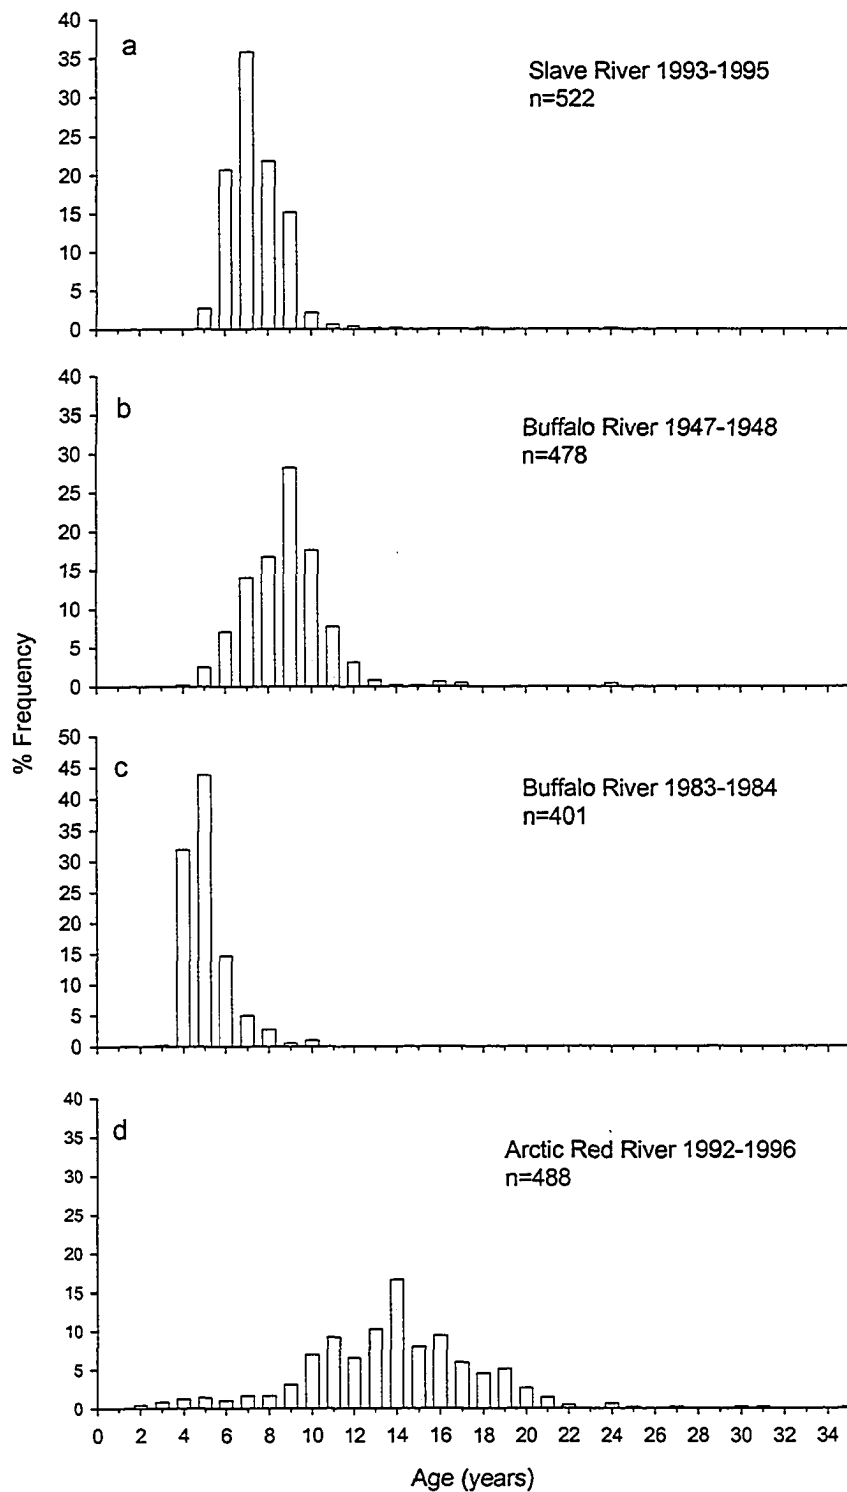 40
35
30
25
20
15
10
5
0
a
Slave River 1993-1995
n=522
40
35
30
25
20
15
10
5
0
b
Buffalo River 1947-1948
n=478
% Frequency
50
45
40
35
30
25
20
15
10
5
0
c
Buffalo River 1983-1984
n=401
40
35
30
25
20
15
10
5
0
d
Arctic Red River 1992-1996
n=488
0 2 4 6 8 10 12 14 16 18 20 22 24 26 28 30 32 34
Age (years)